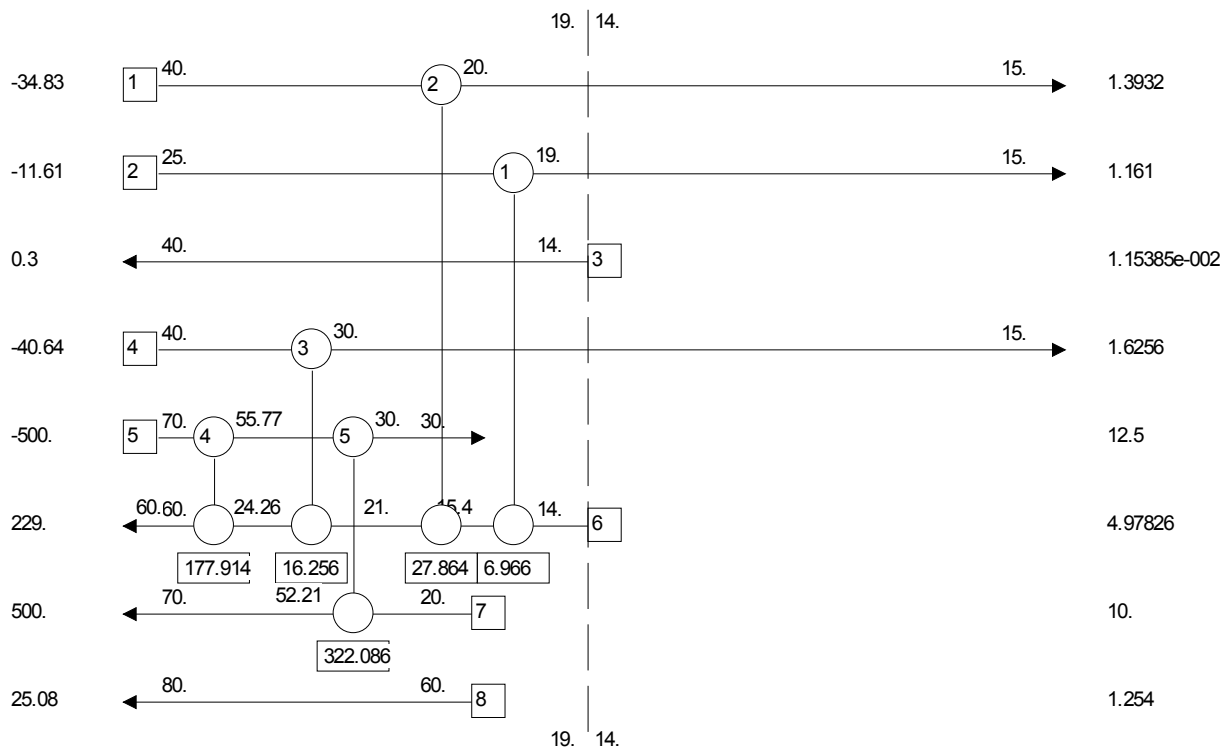 19. 14.
-34.83 1 40. 2 20. 15. 1.3932
-11.61 2 25. 1 19. 15. 1.161
0.3 40. 14. 3 1.15385e-002
-40.64 4 40. 3 30. 15. 1.6256
-500. 5 70. 4 55.77 5 30. 30. 12.5
229. 60. 60. 24.26 21. 15.4 14. 6 4.97826
177.914 16.256 27.864 6.966
500. 70. 52.21 20. 7 10.
322.086
25.08 80. 60. 8 1.254
19. 14.